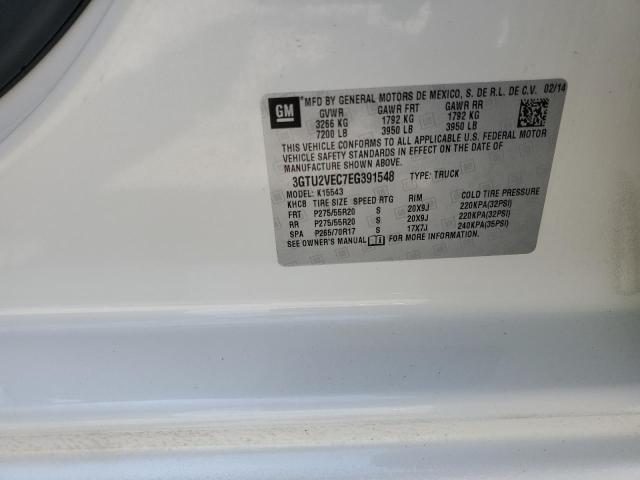 GM
*MFD BY GENERAL MOTORS DE MEXICO, S. DE R.L. DE C.V. 02/14
GVWR GAWR FRT GAWR RR
3266 KG 1792 KG 1792 KG
7200 LB 3950 LB 3950 LB
THIS VEHICLE CONFORMS TO ALL APPLICABLE U.S. FEDERAL MOTOR
VEHICLE SAFETY STANDARDS IN EFFECT ON THE DATE OF
MANUFACTURE SHOWN ABOVE.
3GTU2VEC7EG391548 TYPE: TRUCK
MODEL: K15543
KHCB TIRE SIZE SPEED RTG RIM COLD TIRE PRESSURE
FRT P275/55R20 S 20X9J 220KPA(32PSI)
RR P275/55R20 S 20X9J 220KPA(32PSI)
SPA P265/70R17 S 17X7J 240KPA(35PSI)
SEE OWNER'S MANUAL FOR MORE INFORMATION.